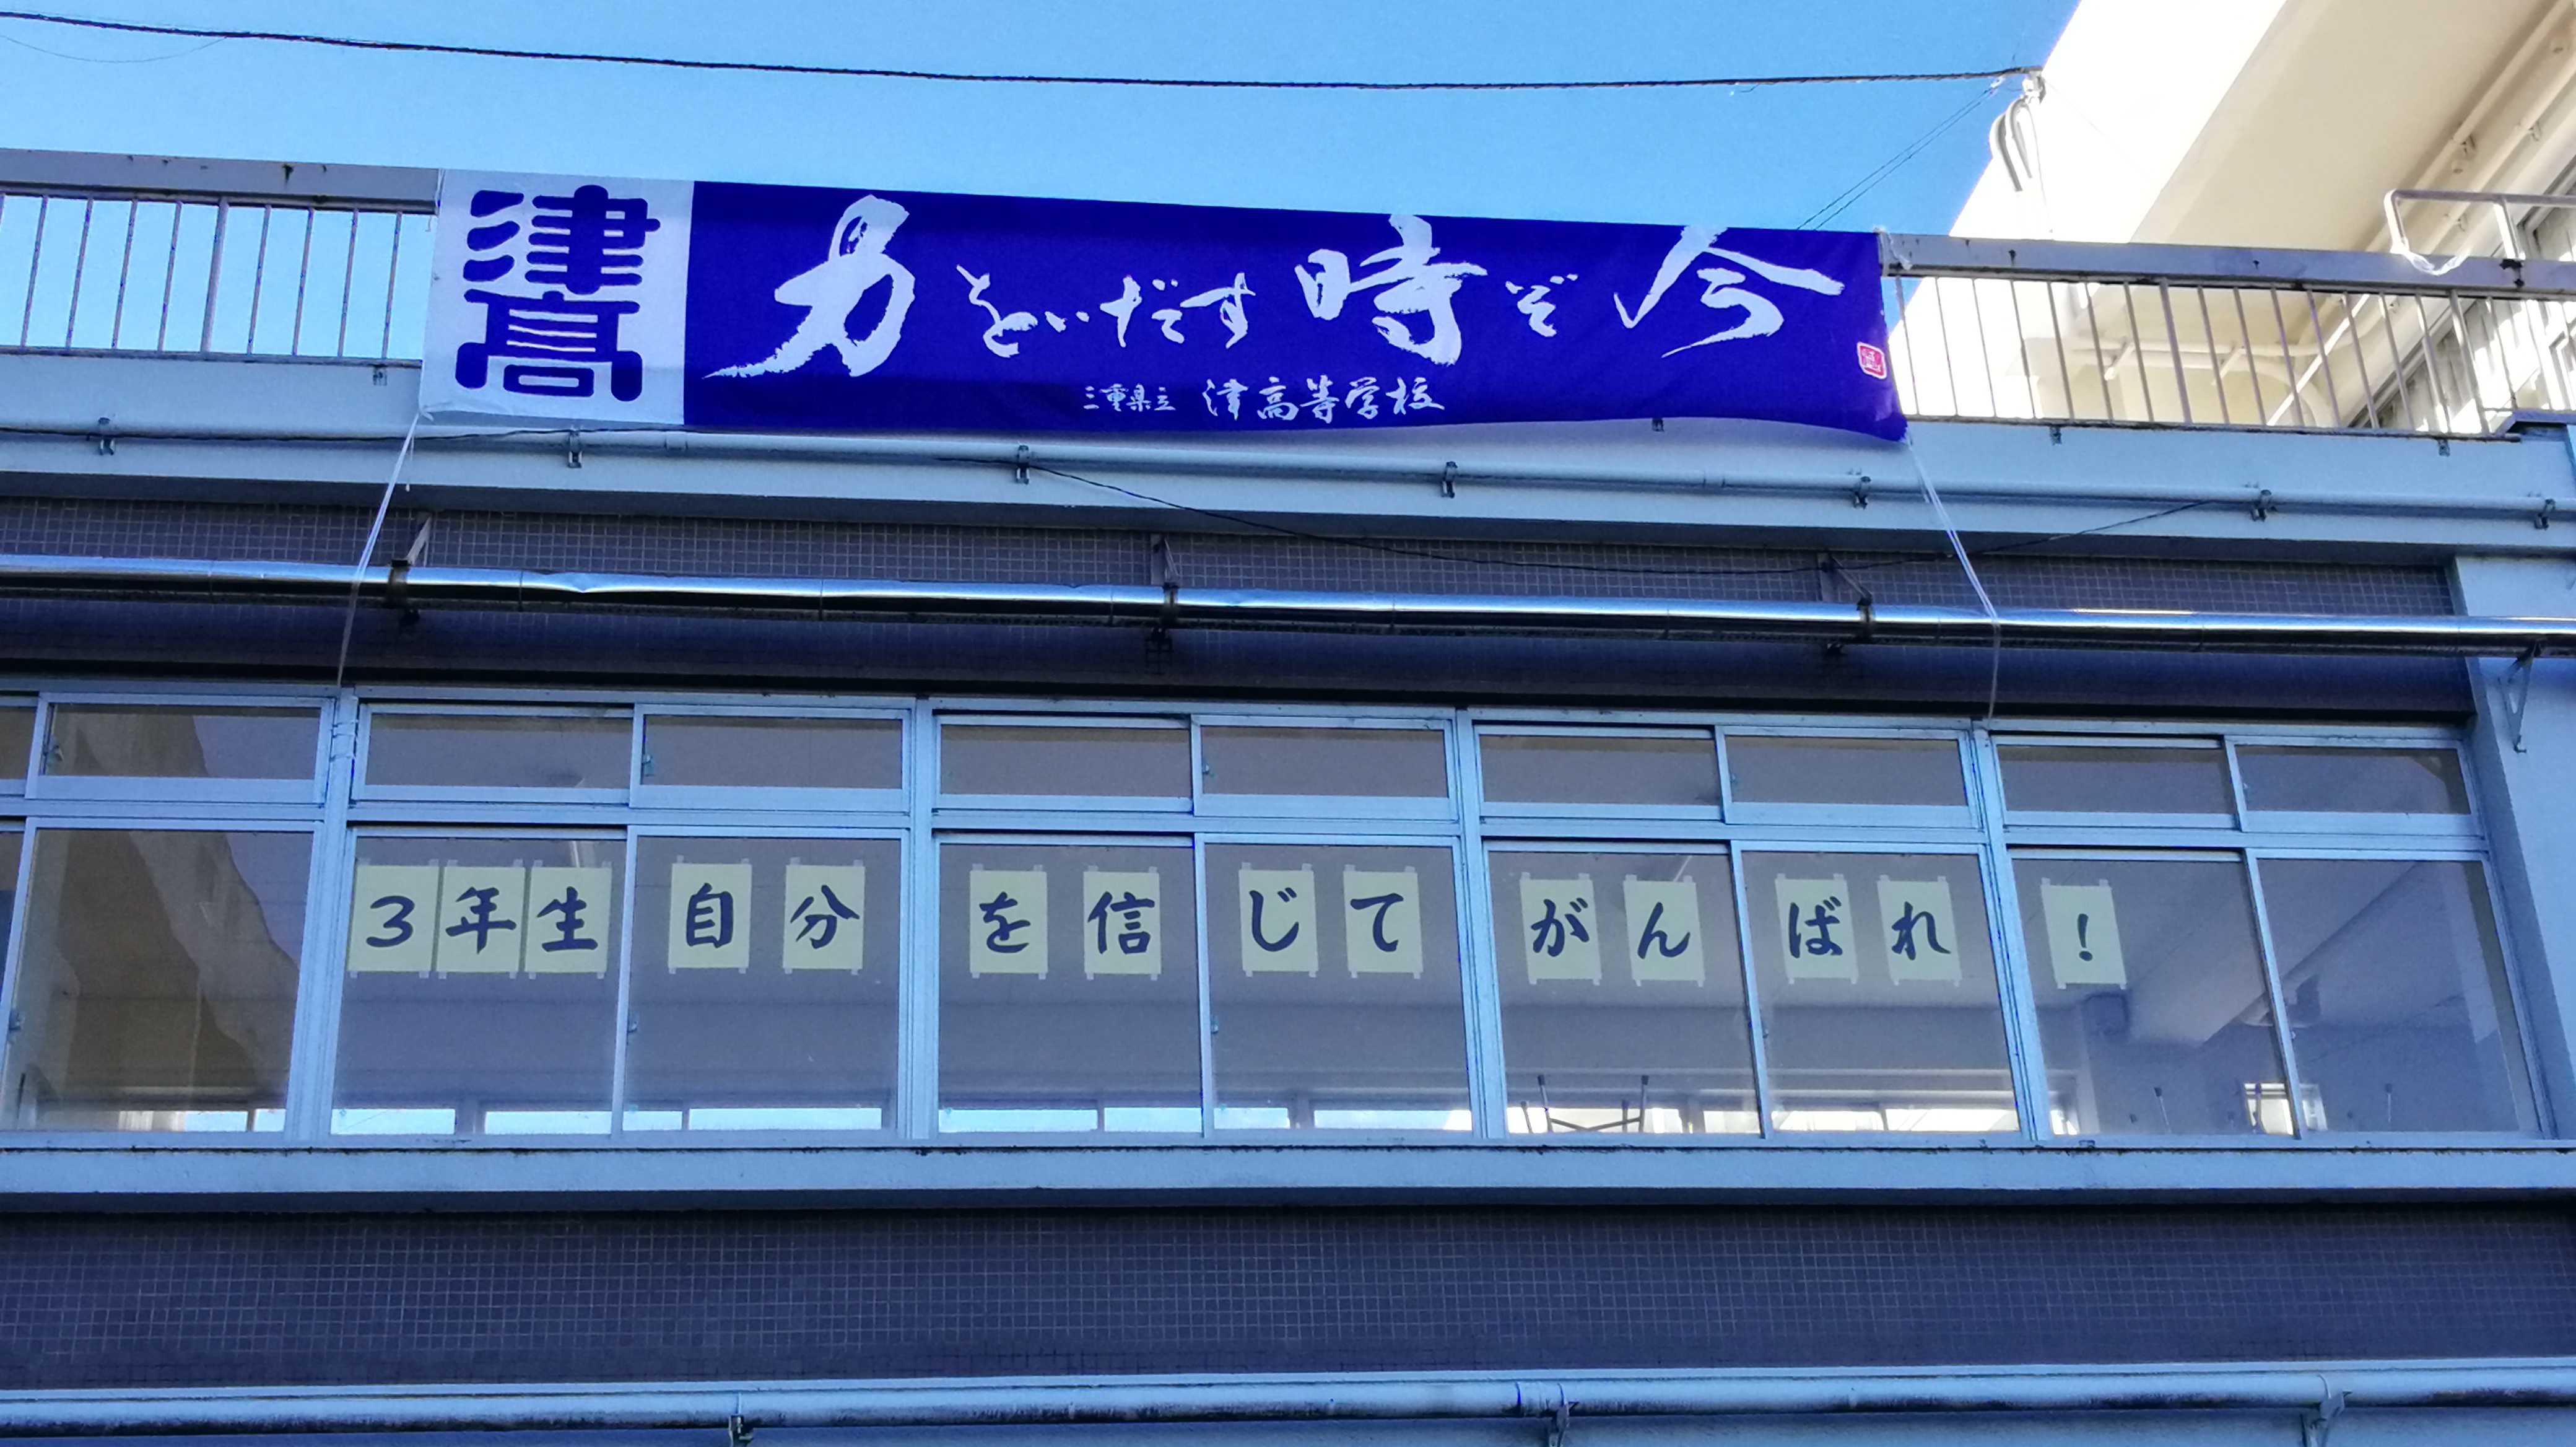 津高
力をいだす時ぞ今
三重県立 津高等学校
3年生自分を信じてがんばれ!